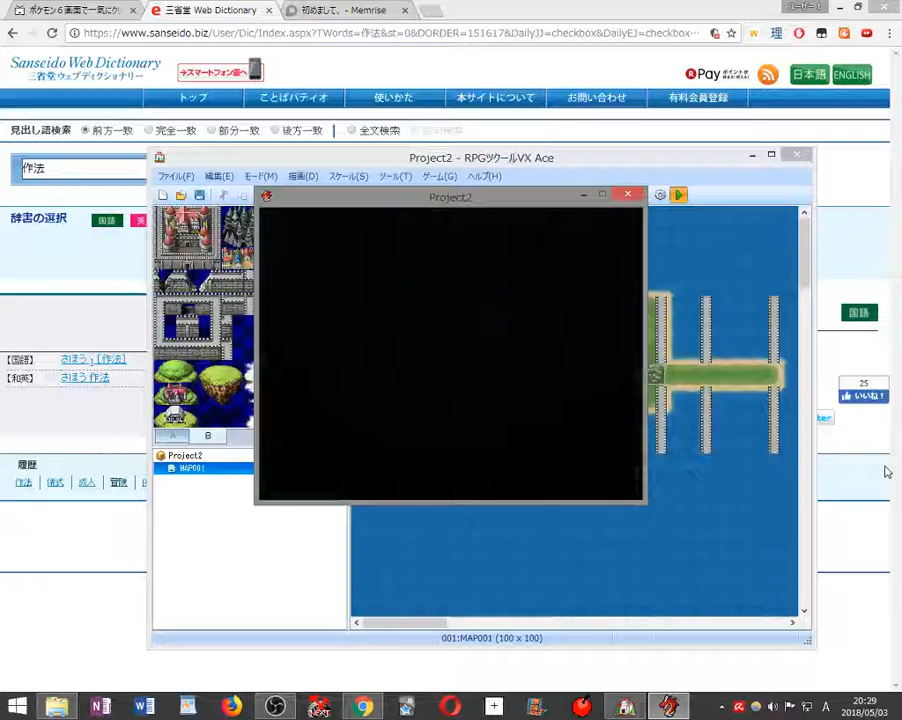 ポケモン６画面で一気にク
三省堂 Web Dictionary
初めまして、- Memrise
https://www.sanseido.biz/User/Dic/Index.aspx?TWords=作法&st=0&DORDER=151617&DailyJJ=checkbox&DailyEJ=checkbox…
Sanseido Web Dictionary
三省堂ウェブディクショナリー
スマートフォン版へ
Pay
日本語
ENGLISH
トップ
ことばパティオ
使いかた
本サイトについて
お問い合わせ
有料会員登録
見出し語検索
前方一致
完全一致
部分一致
後方一致
全文検索
作法
Project2 - RPGツクールVX Ace
ファイル(F)
編集(E)
モード(M)
描画(D)
スケール(S)
ツール(T)
ゲーム(G)
ヘルプ(H)
辞書の選択
国語
英
Project2
国語
【国語】
さほう１[作法]
【和英】
さほう 作法
25
いいね！
tter
A
B
Project2
MAP001
履歴
作法
儀式
成人
冒険
001:MAP001 (100 x 100)
20:29
2018/05/03